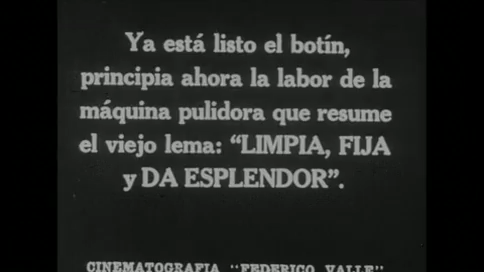 Ya está listo el botín,
principia ahora la labor de la
máquina pulidora que resume
el viejo lema: “LIMPIA, FIJA
y DA ESPLENDOR”.
CINEMATOGRAFIA "FEDERICO VALLE"